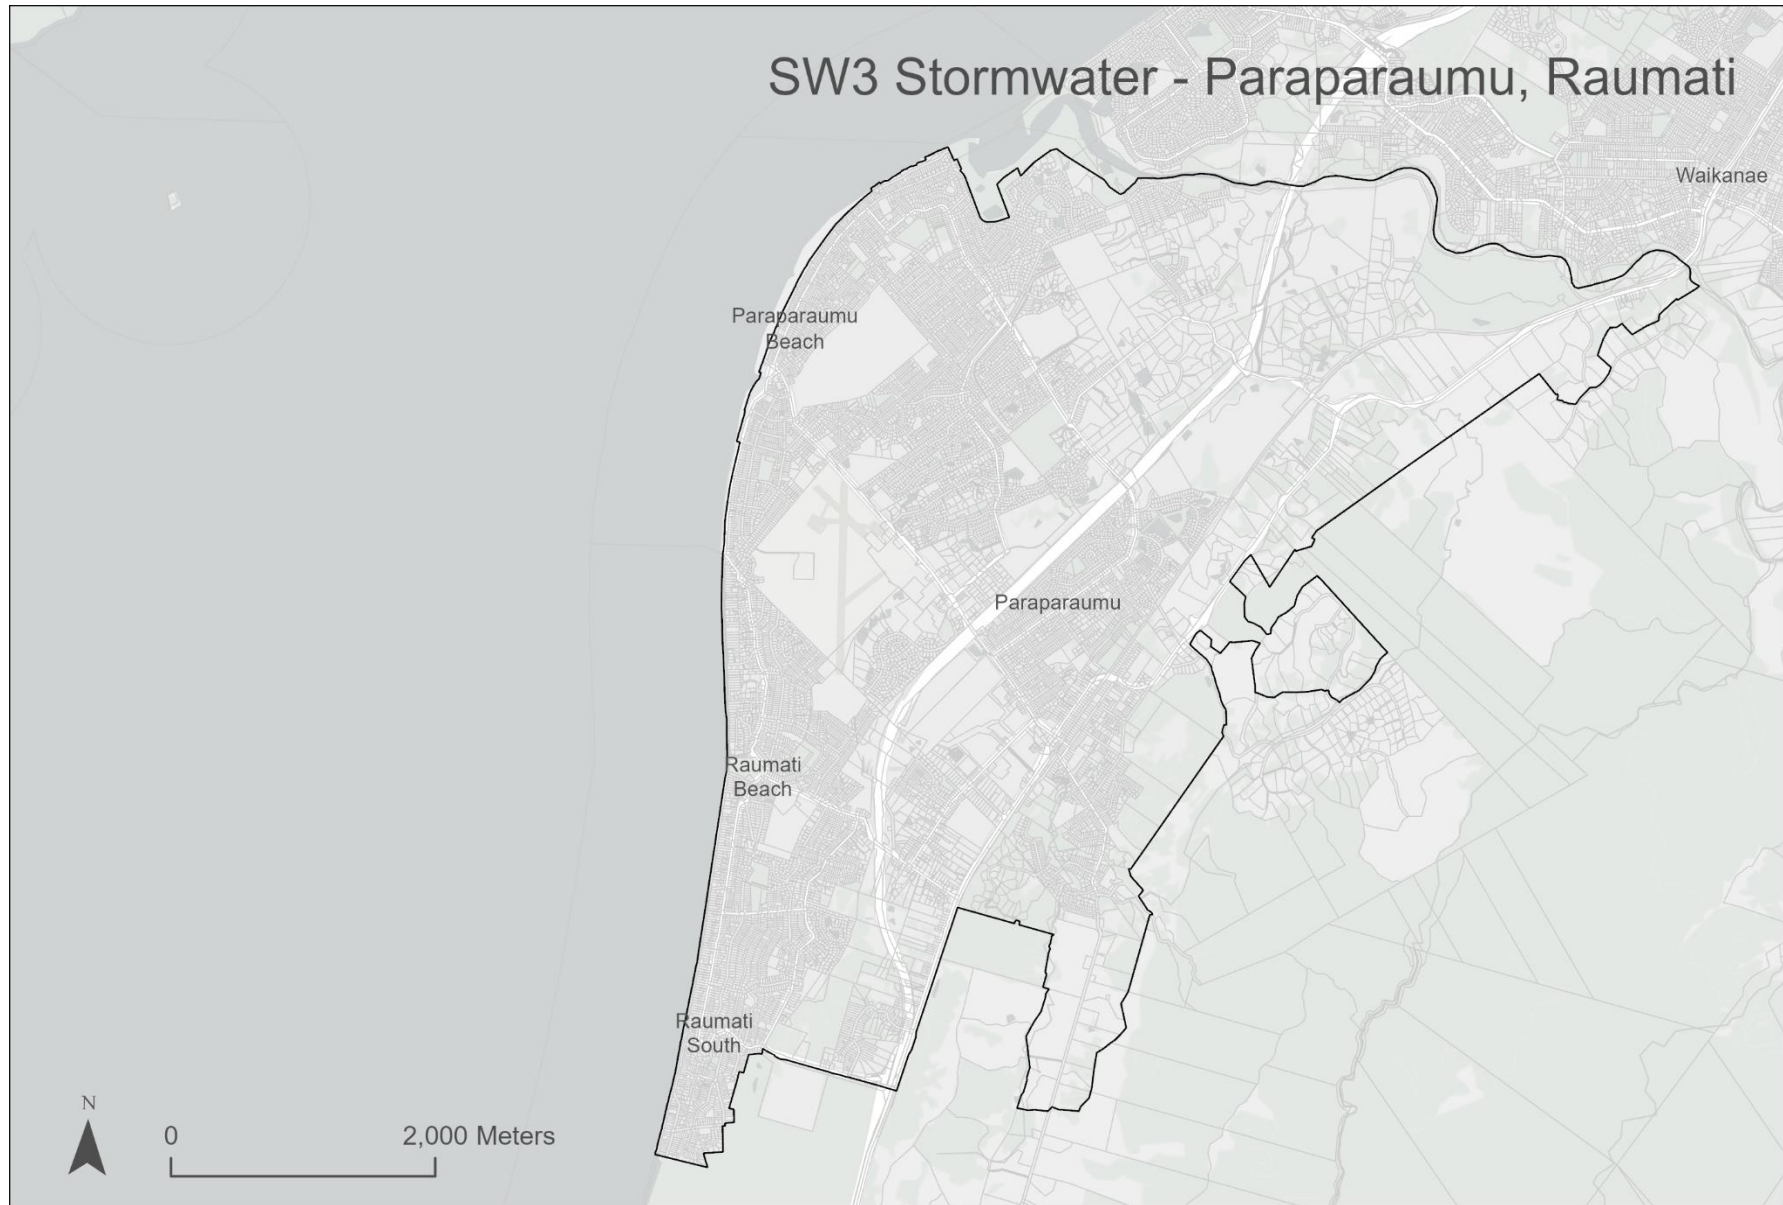 SW3 Stormwater - Paraparaumu, Raumati
Waikanae
Paraparaumu
Beach
Paraparaumu
Raumati
Beach
Raumati
South
N
0 2,000 Meters